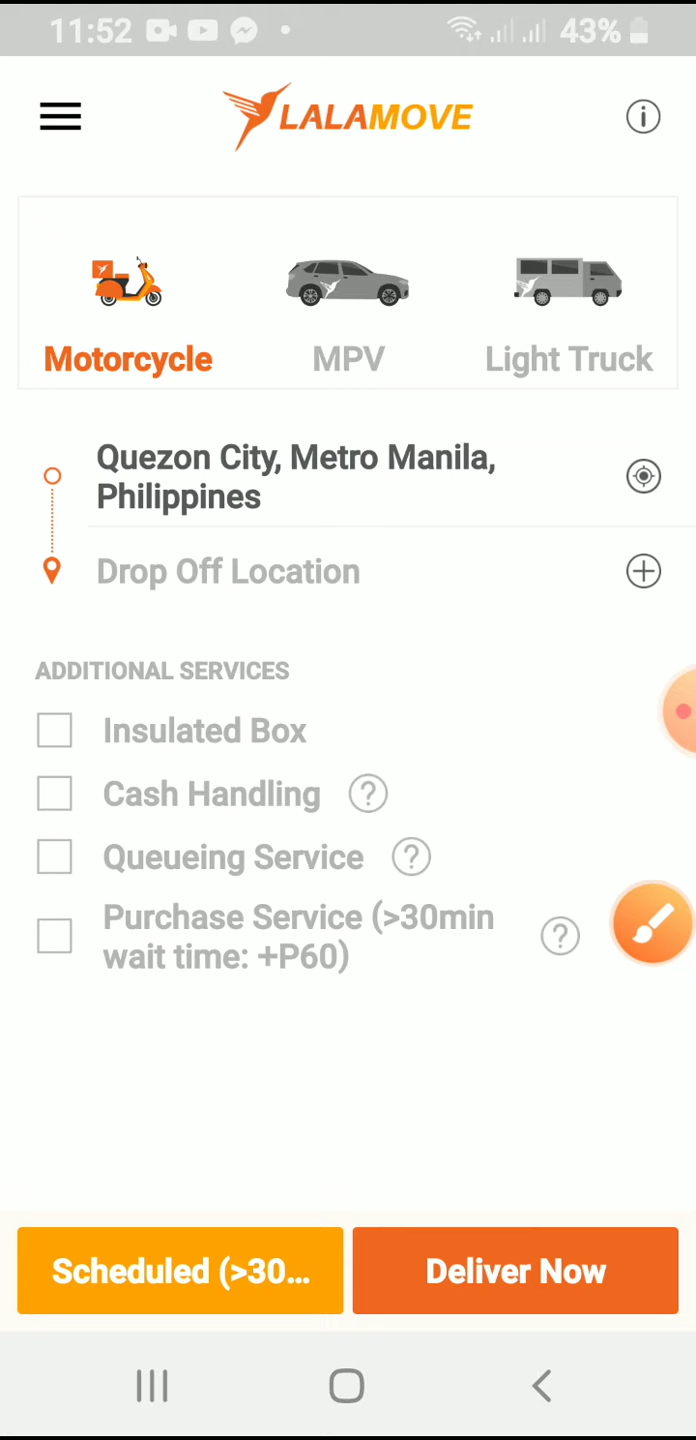 11:52 43%
LALAMOVE
Motorcycle MPV Light Truck
Quezon City, Metro Manila,
Philippines
Drop Off Location
ADDITIONAL SERVICES
Insulated Box
Cash Handling ?
Queueing Service ?
Purchase Service (>30min
wait time: +P60) ?
Scheduled (>30... Deliver Now